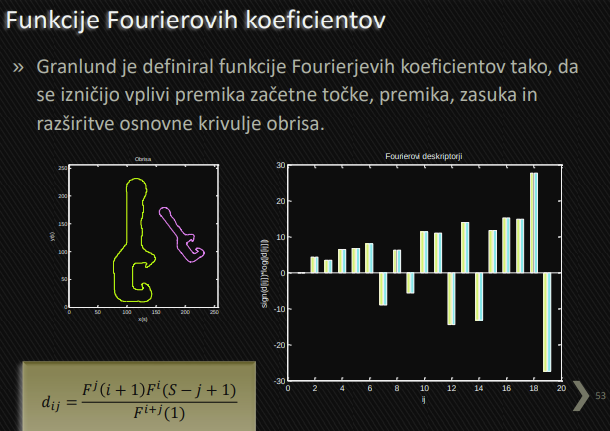 Funkcije Fourierovih koeficientov
» Granlund je definiral funkcije Fourierjevih koeficientov tako, da
se izničijo vplivi premika začetne točke, premika, zasuka in
razširitve osnovne krivulje obrisa.
Obrisa
250
200
150
100
50
0
y(s)
0 50 100 150 200 250
x(s)
Fourierovi deskriptorji
30
20
10
0
-10
-20
-30
sign(d[ij])*log(|d[ij]|)
0 2 4 6 8 10 12 14 16 18 20
ij
d_{ij} = \frac{F^j(i+1)F^i(S-j+1)}{F^{i+j}(1)}
53